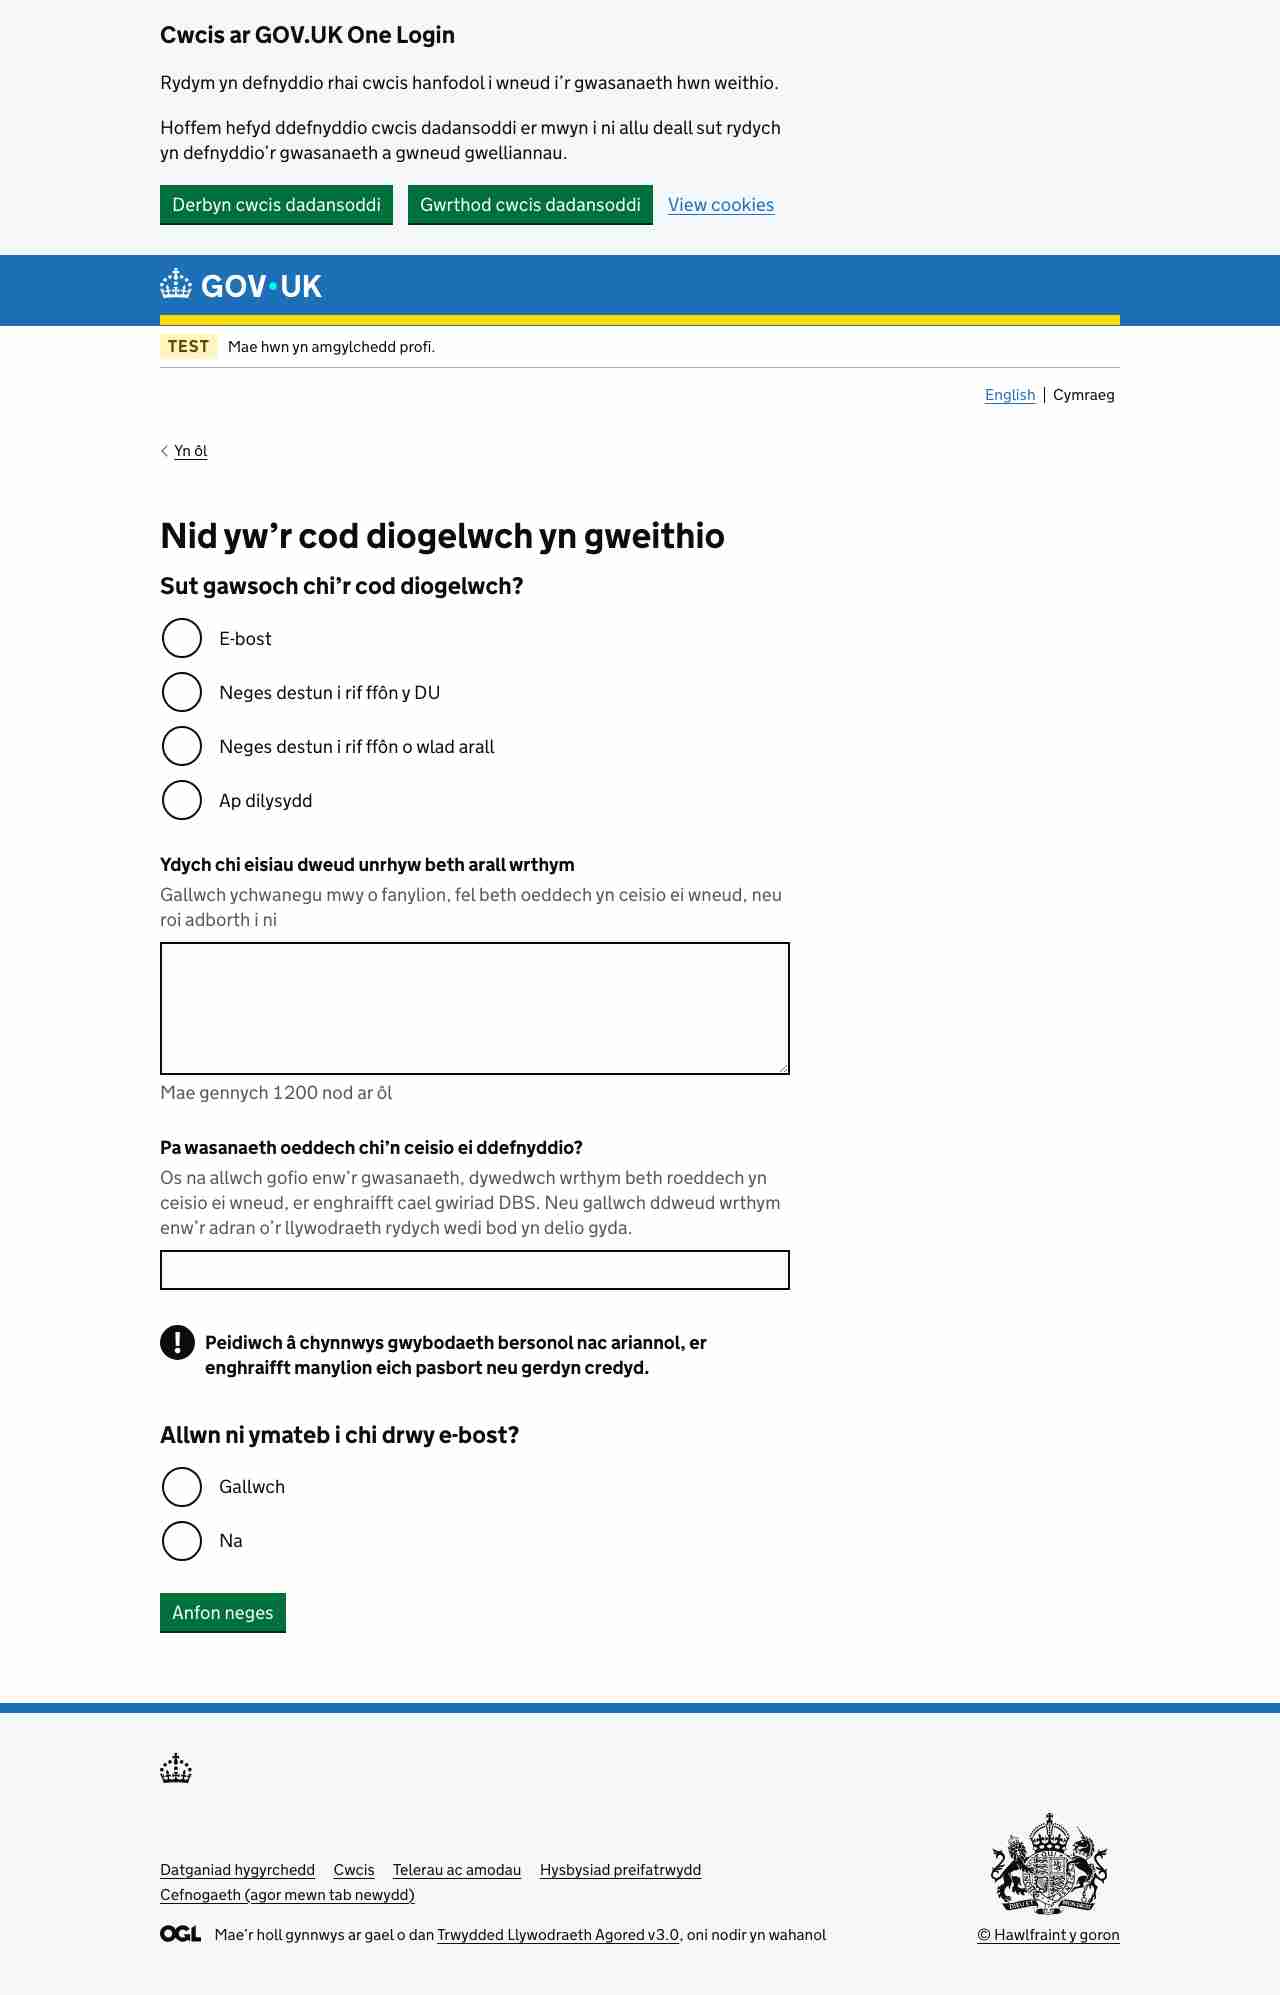 Cwcis ar GOV.UK One Login
Rydym yn defnyddio rhai cwcis hanfodol i wneud i’r gwasanaeth hwn weithio.
Hoffem hefyd ddefnyddio cwcis dadansoddi er mwyn i ni allu deall sut rydych
yn defnyddio’r gwasanaeth a gwneud gwelliannau.
Derbyn cwcis dadansoddi Gwrthod cwcis dadansoddi View cookies
GOV·UK
TEST Mae hwn yn amgylchedd profi.
English | Cymraeg
Yn ôl
Nid yw’r cod diogelwch yn gweithio
Sut gawsoch chi’r cod diogelwch?
E-bost
Neges destun i rif ffôn y DU
Neges destun i rif ffôn o wlad arall
Ap dilysydd
Ydych chi eisiau dweud unrhyw beth arall wrthym
Gallwch ychwanegu mwy o fanylion, fel beth oeddech yn ceisio ei wneud, neu
roi adborth i ni
Mae gennych 1200 nod ar ôl
Pa wasanaeth oeddech chi’n ceisio ei ddefnyddio?
Os na allwch gofio enw’r gwasanaeth, dywedwch wrthym beth roeddech yn
ceisio ei wneud, er enghraifft cael gwiriad DBS. Neu gallwch ddweud wrthym
enw’r adran o’r llywodraeth rydych wedi bod yn delio gyda.
Peidiwch â chynnwys gwybodaeth bersonol nac ariannol, er
enghraifft manylion eich pasbort neu gerdyn credyd.
Allwn ni ymateb i chi drwy e-bost?
Gallwch
Na
Anfon neges
Datganiad hygyrchedd Cwcis Telerau ac amodau Hysbysiad preifatrwydd
Cefnogaeth (agor mewn tab newydd)
OGL Mae’r holl gynnwys ar gael o dan Trwydded Llywodraeth Agored v3.0, oni nodir yn wahanol
© Hawlfraint y goron